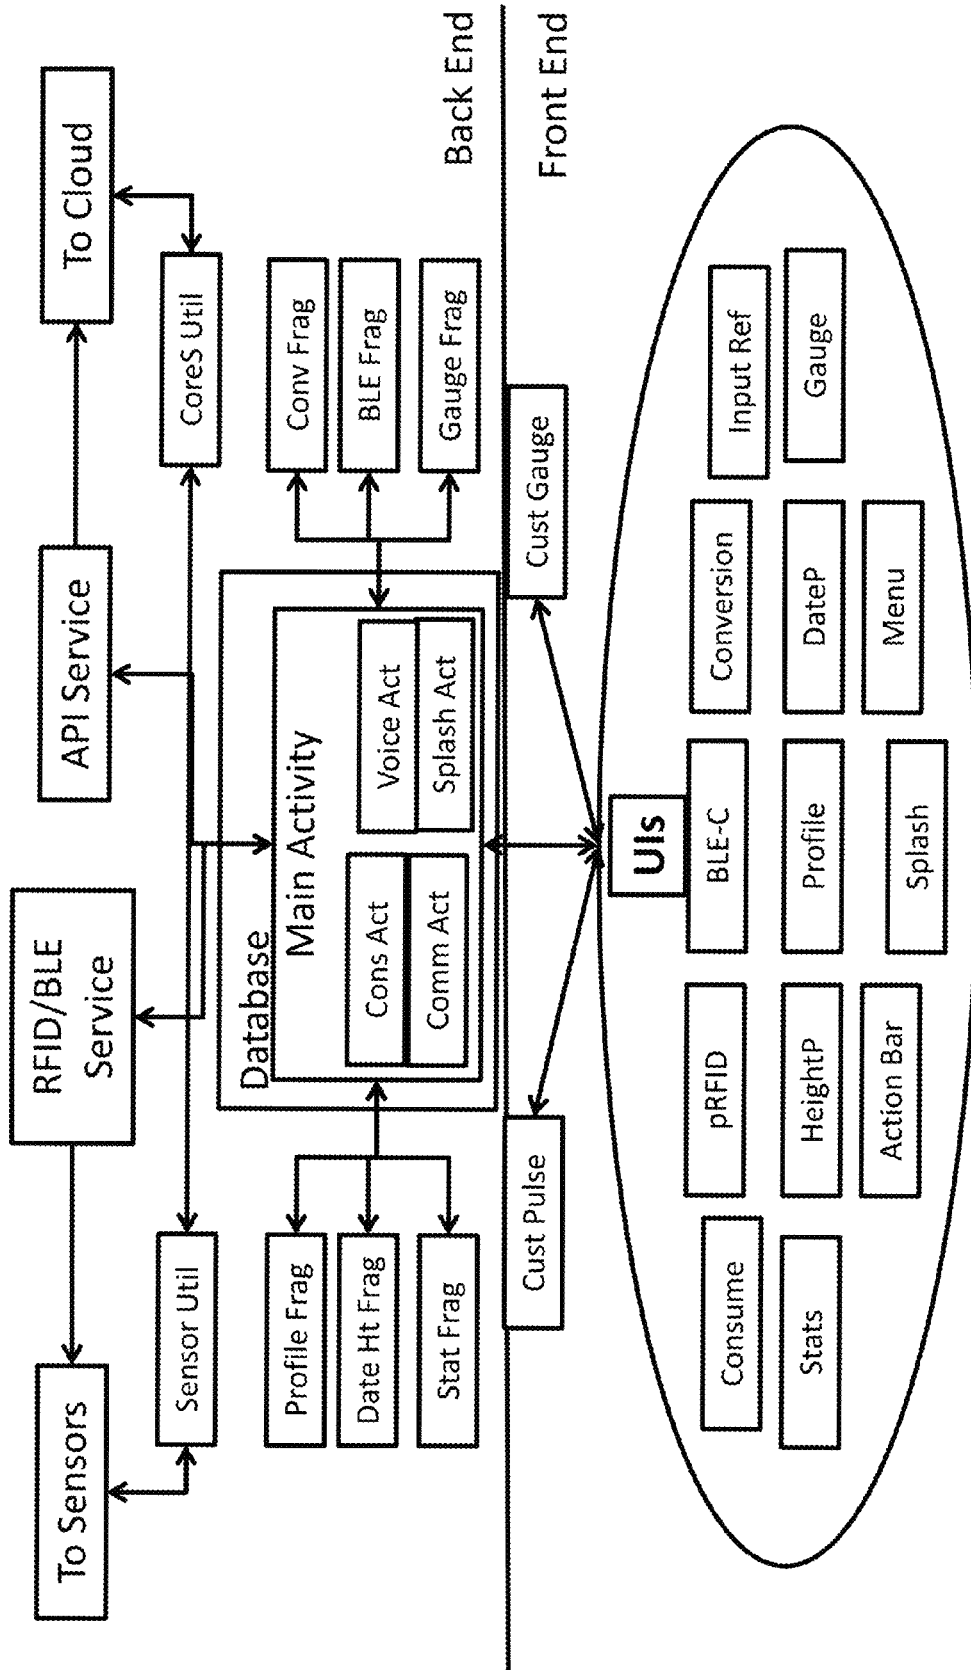 To Sensors
RFID/BLE
Service
API Service
To Cloud
Sensor Util
CoreS Util
Profile Frag
Date Ht Frag
Stat Frag
Database
Main Activity
Cons Act
Comm Act
Voice Act
Splash Act
Conv Frag
BLE Frag
Gauge Frag
Back End
Front End
Cust Pulse
Cust Gauge
UIs
Consume
pRFID
BLE-C
Conversion
Input Ref
Stats
HeightP
Profile
DateP
Gauge
Action Bar
Splash
Menu